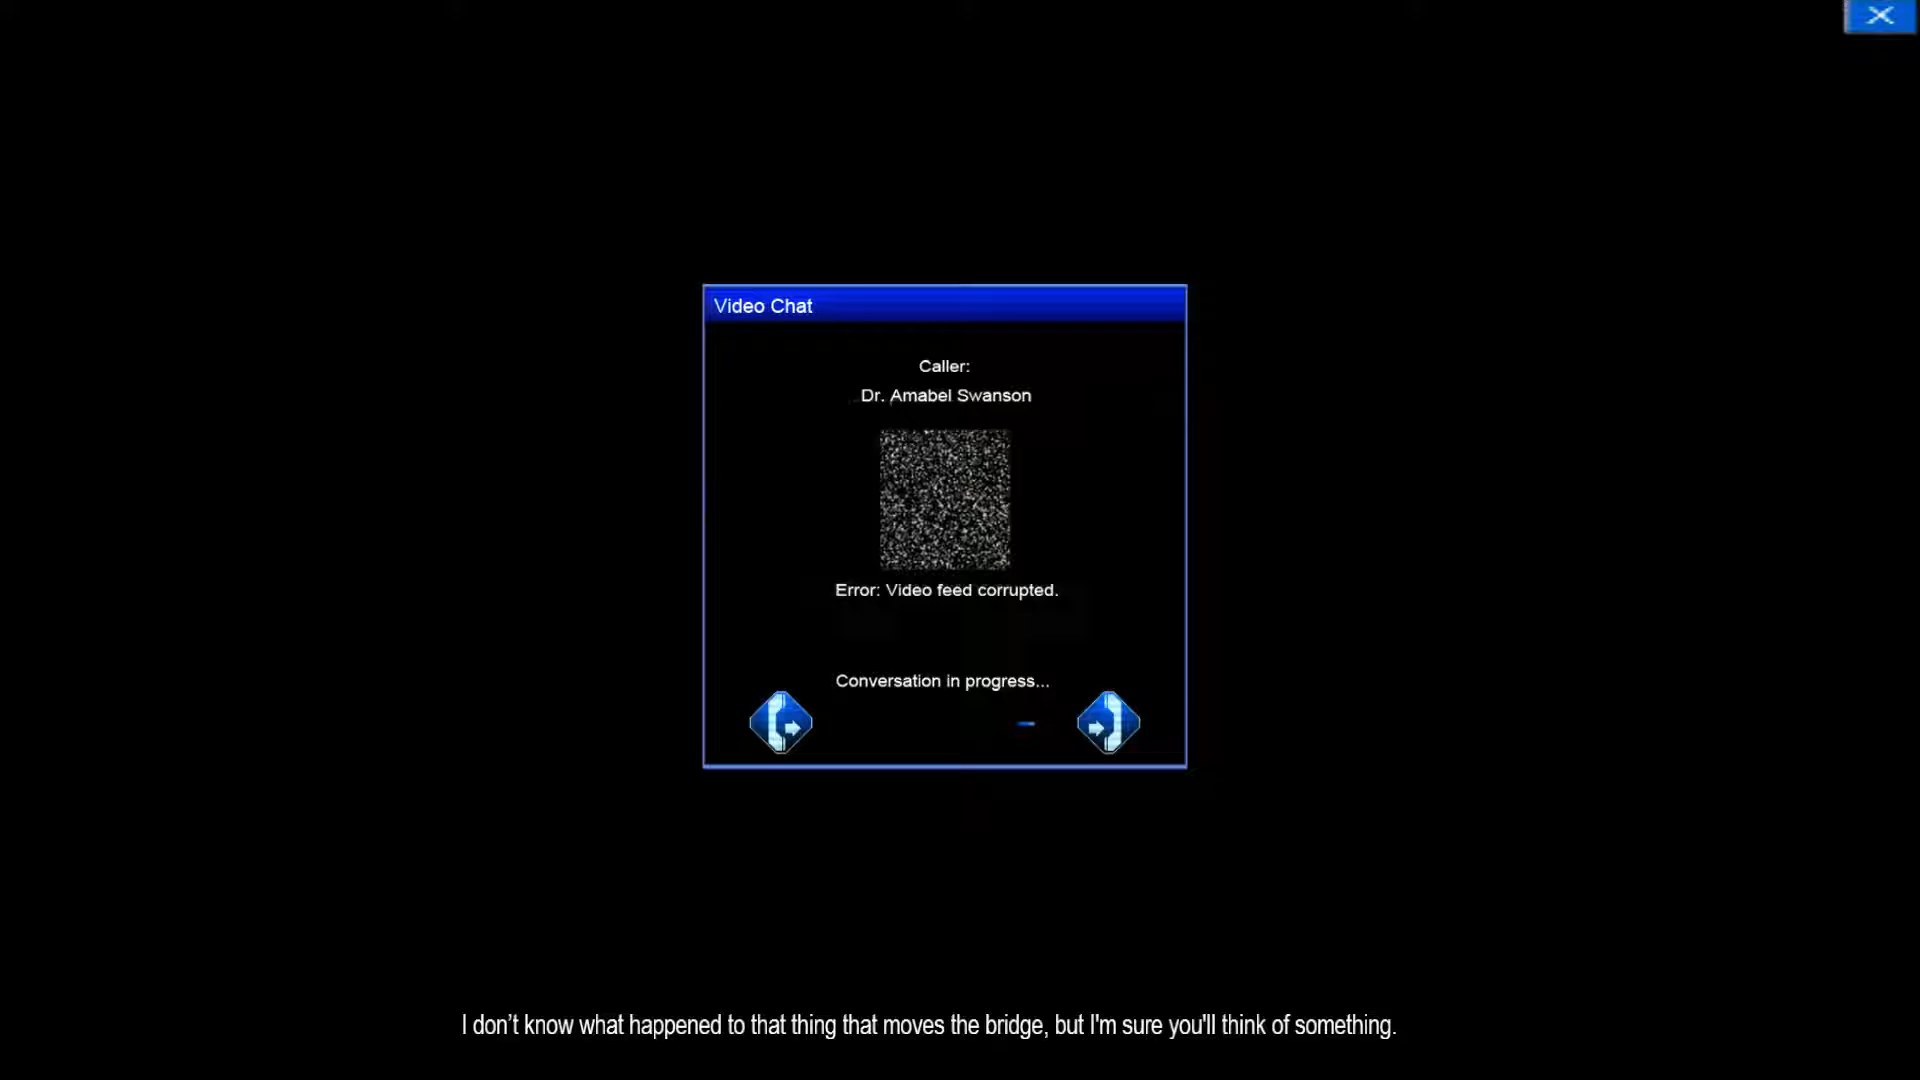 Video Chat
Caller:
Dr. Amabel Swanson
Error: Video feed corrupted.
Conversation in progress...
I don’t know what happened to that thing that moves the bridge, but I'm sure you'll think of something.